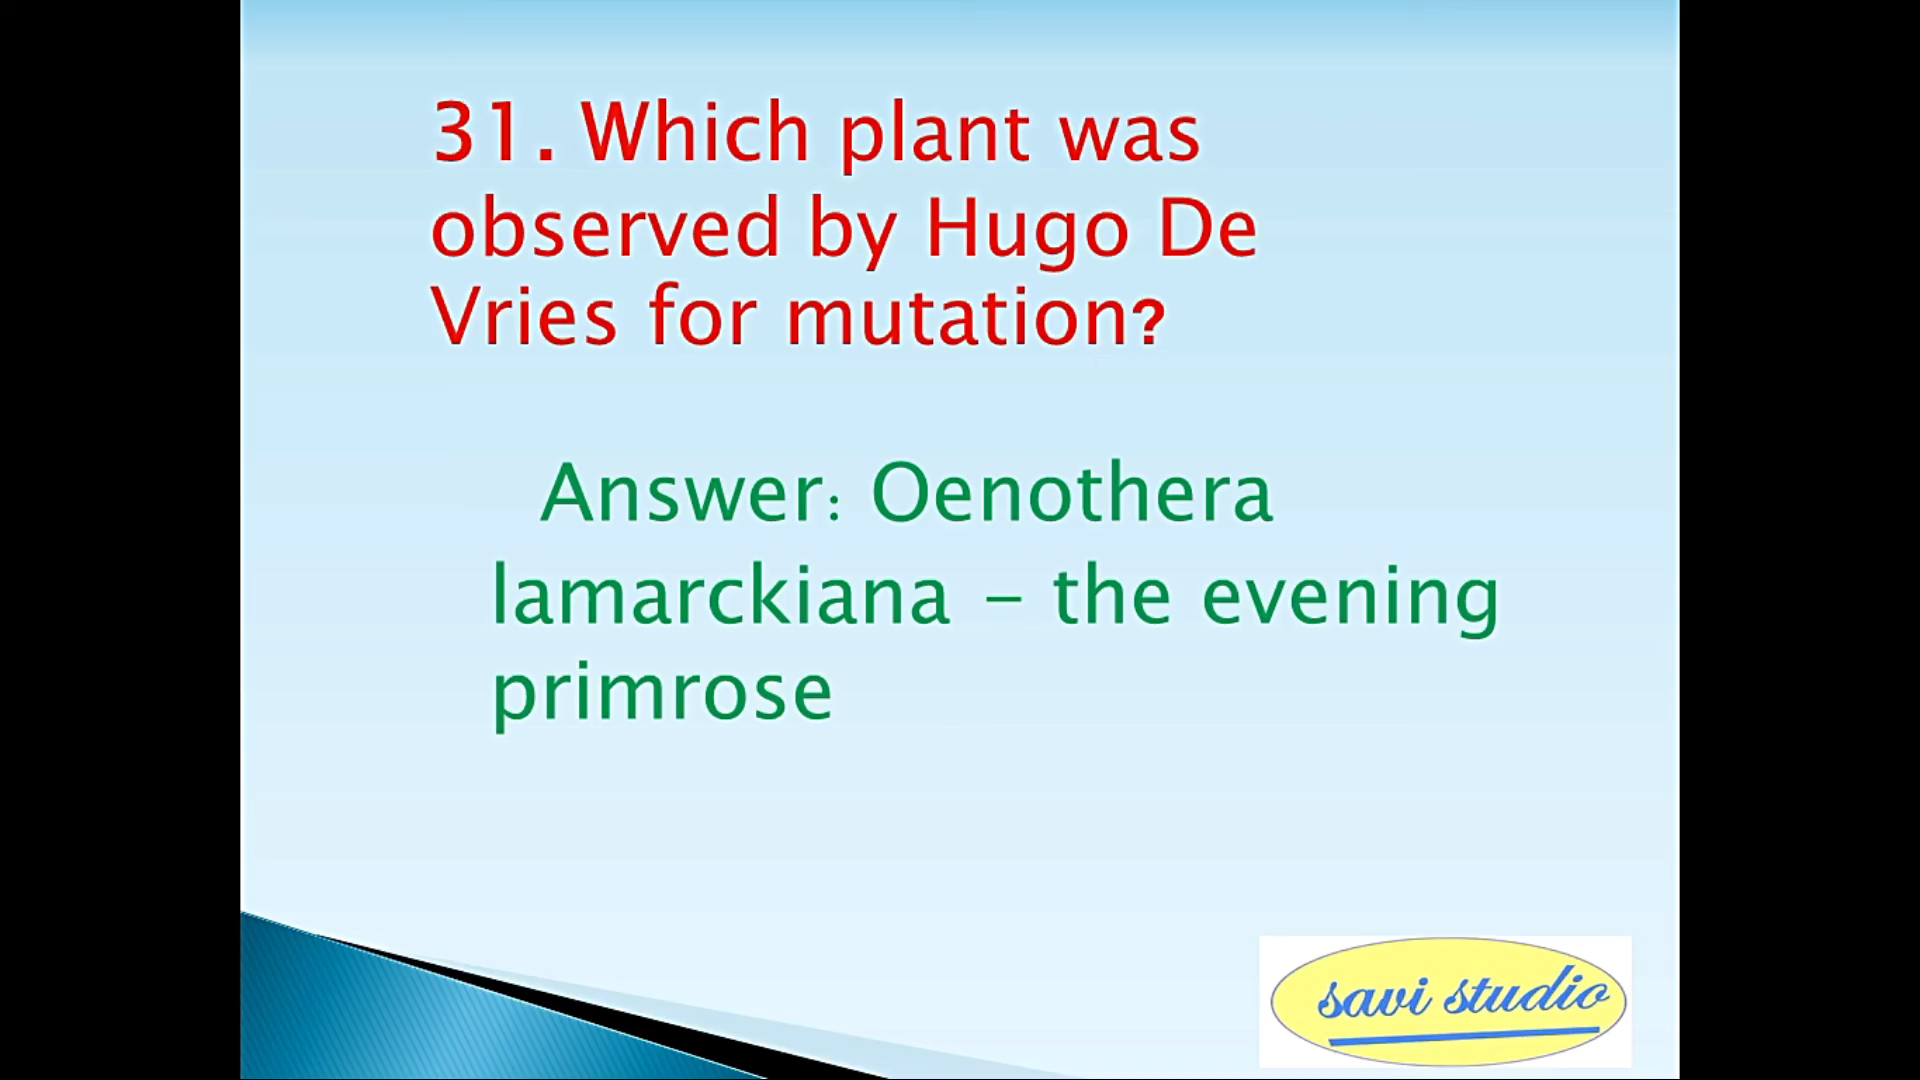 31. Which plant was
observed by Hugo De
Vries for mutation?
Answer: Oenothera
lamarckiana - the evening
primrose
savi studio